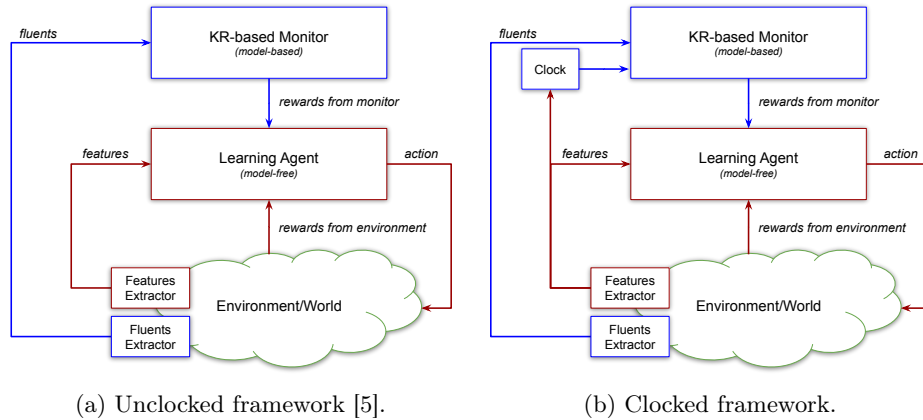 fluents
KR-based Monitor
(model-based)
rewards from monitor
features
Learning Agent
(model-free)
action
rewards from environment
Features
Extractor
Environment/World
Fluents
Extractor
(a) Unclocked framework [5].
fluents
KR-based Monitor
(model-based)
Clock
rewards from monitor
features
Learning Agent
(model-free)
action
rewards from environment
Features
Extractor
Environment/World
Fluents
Extractor
(b) Clocked framework.